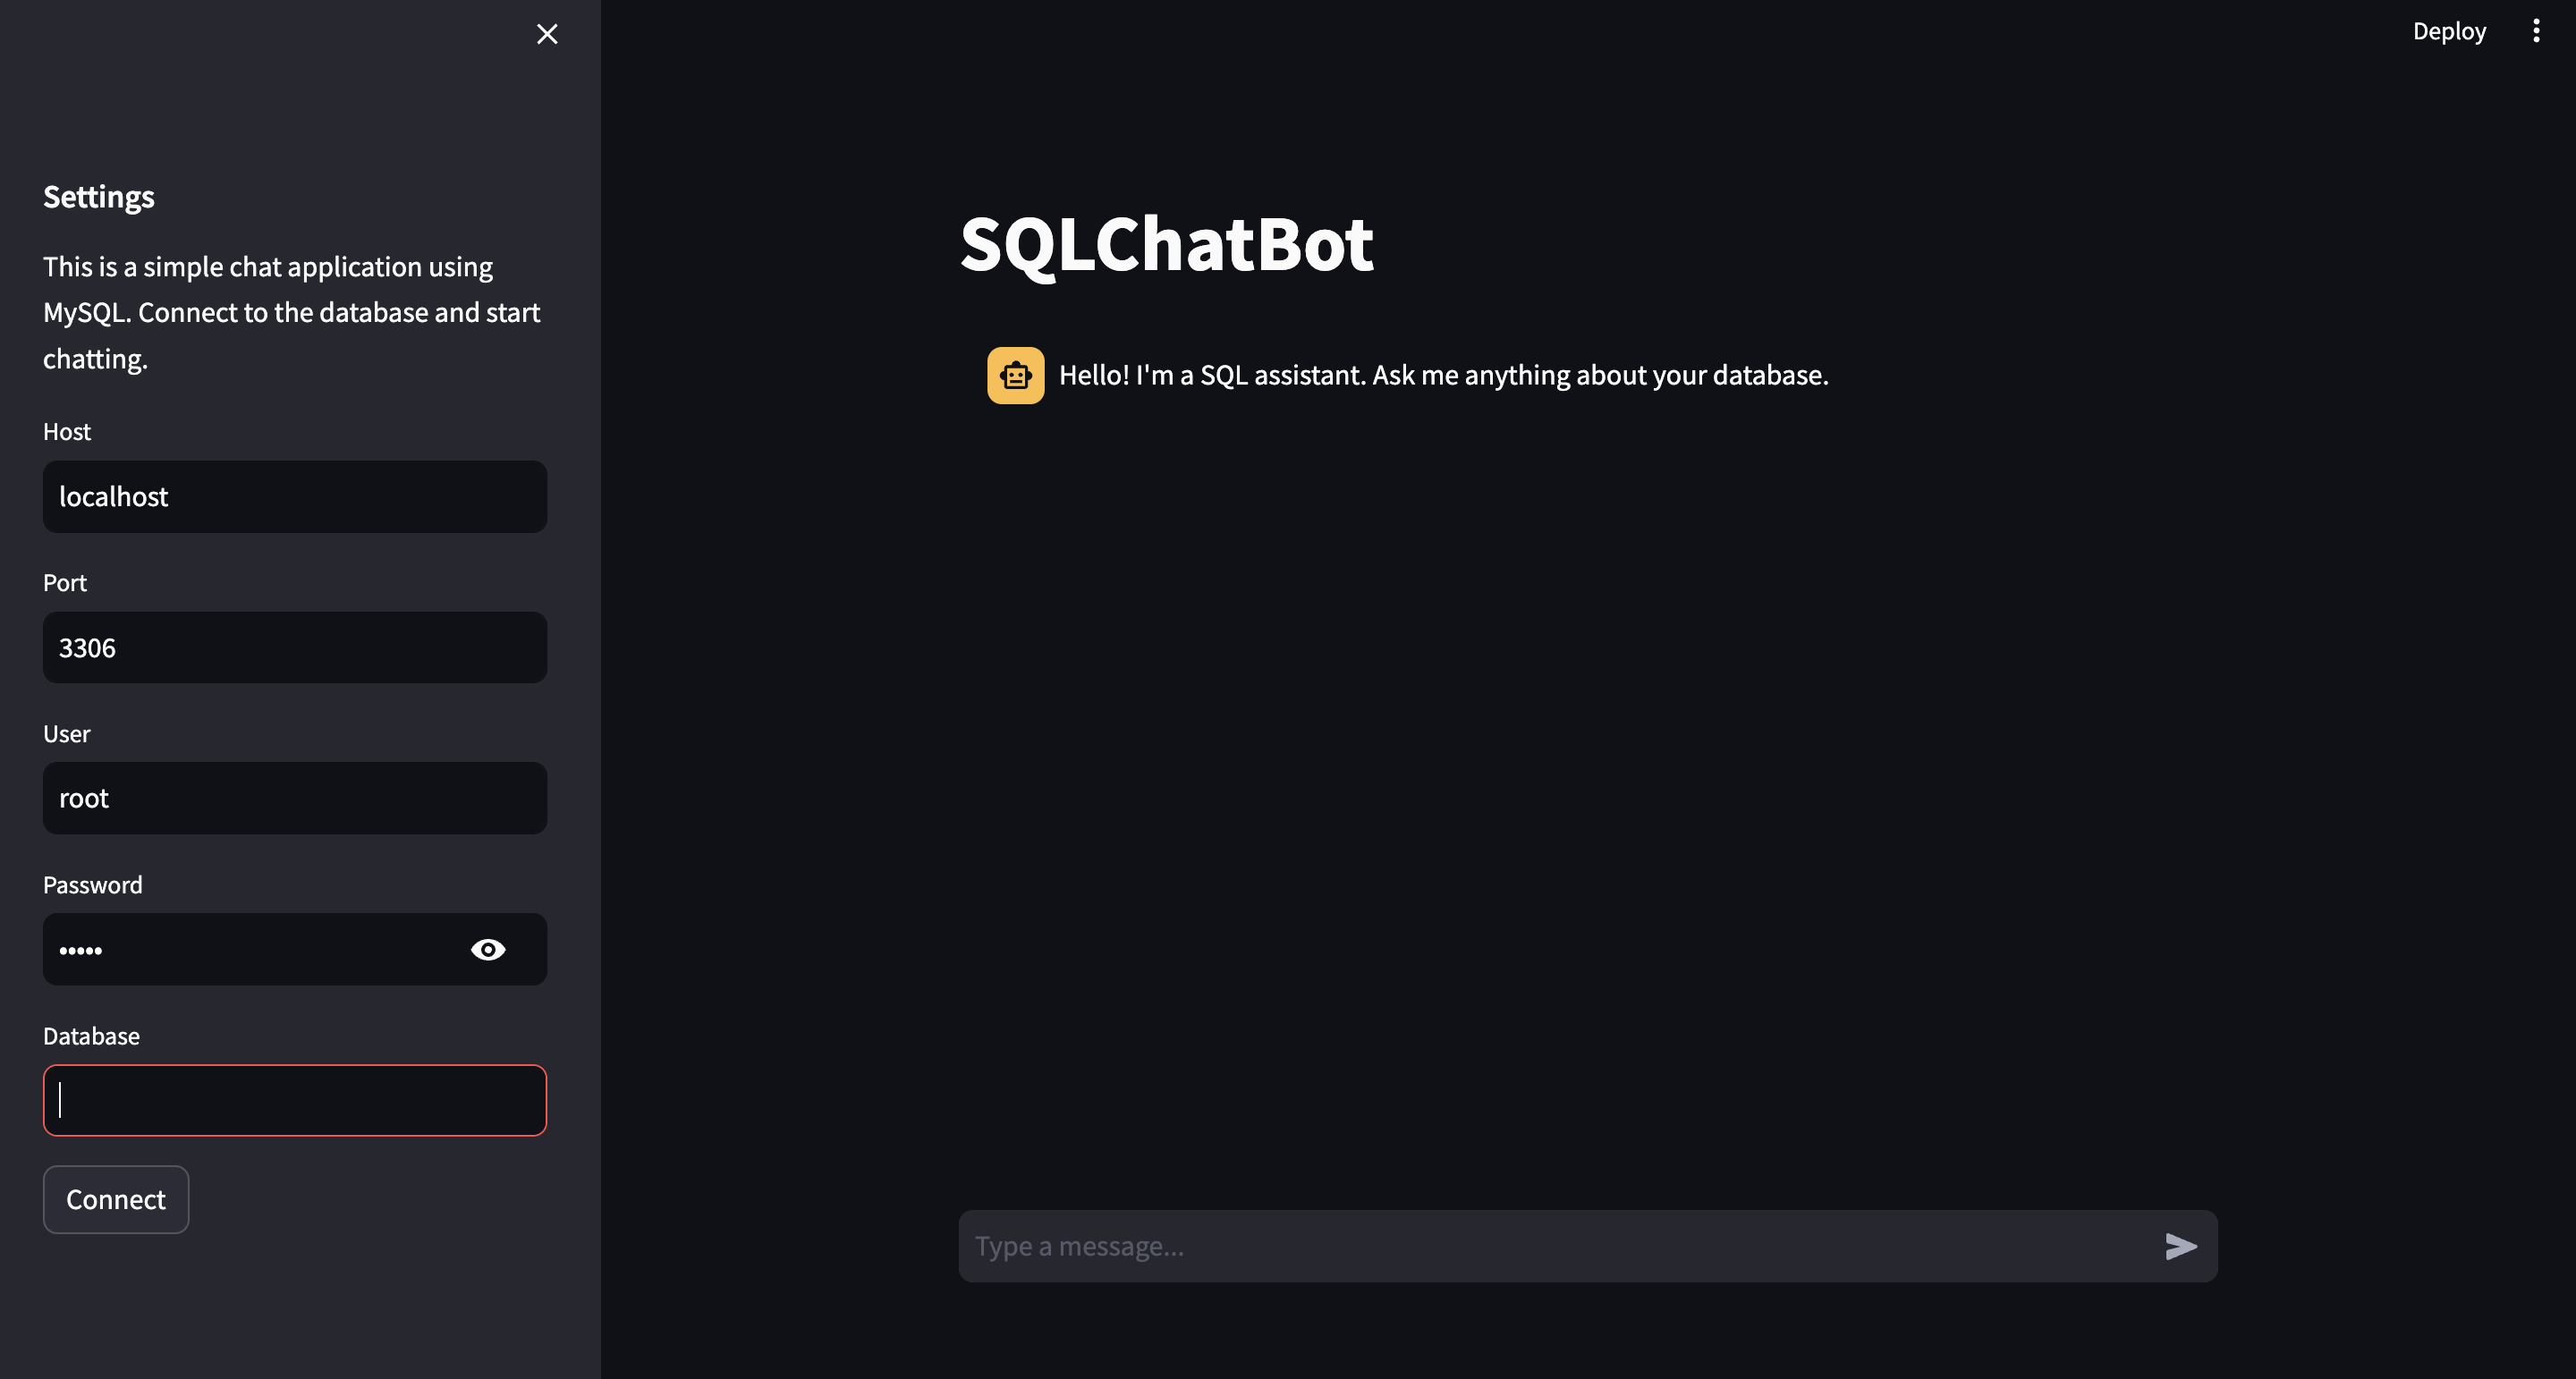 Deploy
Settings
This is a simple chat application using
MySQL. Connect to the database and start
chatting.
Host
localhost
Port
3306
User
root
Password
•••••
Database
Connect
SQLChatBot
Hello! I'm a SQL assistant. Ask me anything about your database.
Type a message...